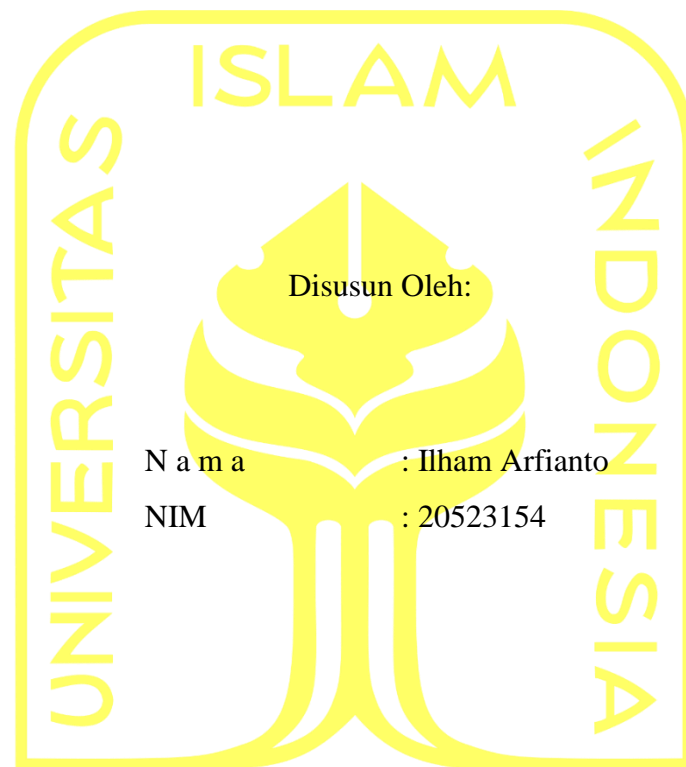 ISLAM
UNIVERSITAS
INDONESIA
Disusun Oleh:
N a m a : Ilham Arfianto
NIM : 20523154